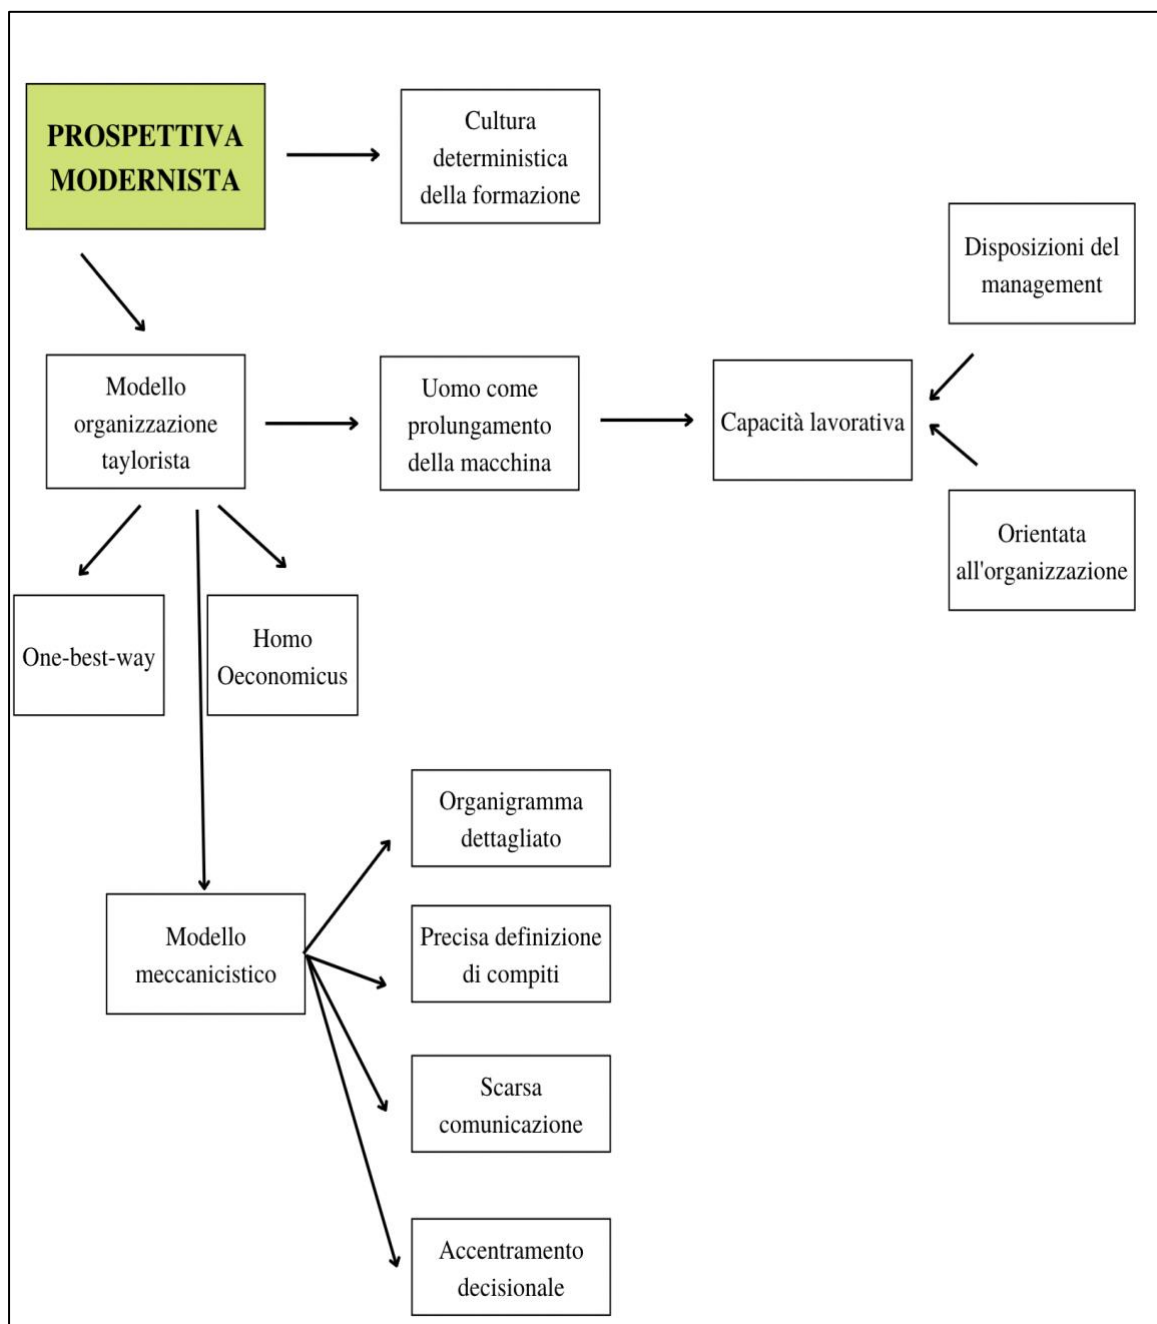 PROSPETTIVA
MODERNISTA
Cultura
deterministica
della formazione
Disposizioni del
management
Modello
organizzazione
taylorista
Uomo come
prolungamento
della macchina
Capacità lavorativa
Orientata
all'organizzazione
One-best-way
Homo
Oeconomicus
Organigramma
dettagliato
Modello
meccanicistico
Precisa definizione
di compiti
Scarsa
comunicazione
Accentramento
decisionale